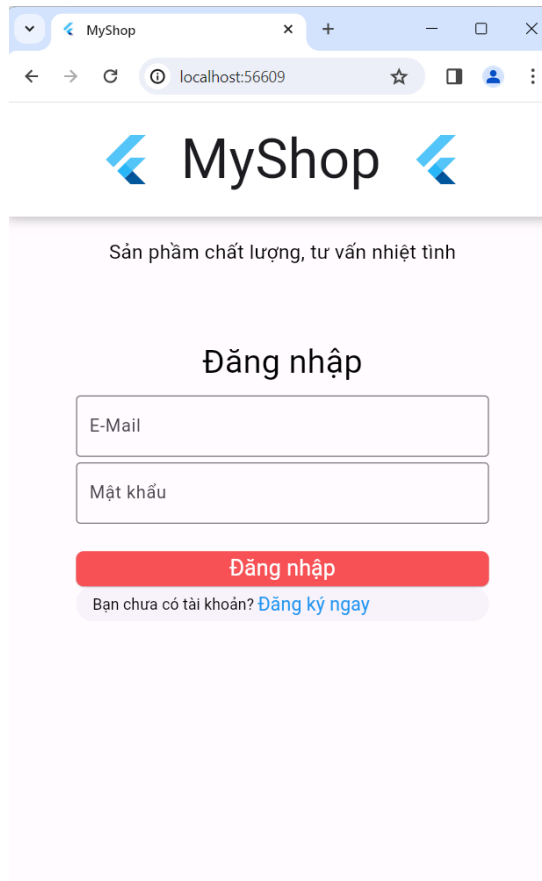 MyShop
localhost:56609
MyShop
Sản phầm chất lượng, tư vấn nhiệt tình
Đăng nhập
E-Mail
Mật khẩu
Đăng nhập
Bạn chưa có tài khoản? Đăng ký ngay